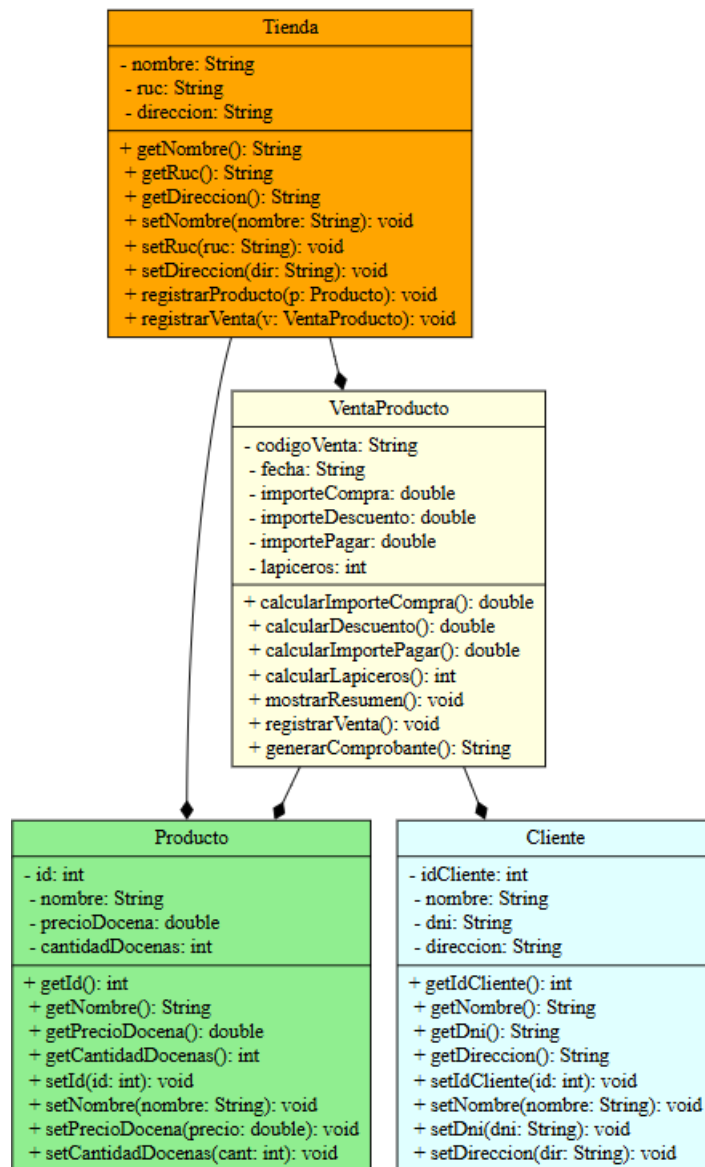 Tienda
- nombre: String
- ruc: String
- direccion: String
+ getNombre(): String
+ getRuc(): String
+ getDireccion(): String
+ setNombre(nombre: String): void
+ setRuc(ruc: String): void
+ setDireccion(dir: String): void
+ registrarProducto(p: Producto): void
+ registrarVenta(v: VentaProducto): void
VentaProducto
- codigoVenta: String
- fecha: String
- importeCompra: double
- importeDescuento: double
- importePagar: double
- lapiceros: int
+ calcularImporteCompra(): double
+ calcularDescuento(): double
+ calcularImportePagar(): double
+ calcularLapiceros(): int
+ mostrarResumen(): void
+ registrarVenta(): void
+ generarComprobante(): String
Producto
- id: int
- nombre: String
- precioDocena: double
- cantidadDocenas: int
+ getId(): int
+ getNombre(): String
+ getPrecioDocena(): double
+ getCantidadDocenas(): int
+ setId(id: int): void
+ setNombre(nombre: String): void
+ setPrecioDocena(precio: double): void
+ setCantidadDocenas(cant: int): void
Cliente
- idCliente: int
- nombre: String
- dni: String
- direccion: String
+ getIdCliente(): int
+ getNombre(): String
+ getDni(): String
+ getDireccion(): String
+ setIdCliente(id: int): void
+ setNombre(nombre: String): void
+ setDni(dni: String): void
+ setDireccion(dir: String): void